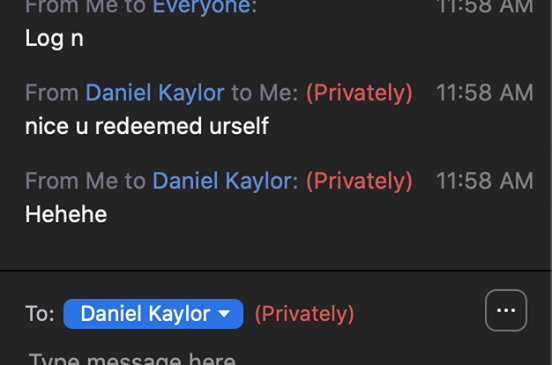 From Me to Everyone: 11:58 AM
Log n
From Daniel Kaylor to Me: (Privately) 11:58 AM
nice u redeemed urself
From Me to Daniel Kaylor: (Privately) 11:58 AM
Hehehe
To: Daniel Kaylor (Privately)
Type message here